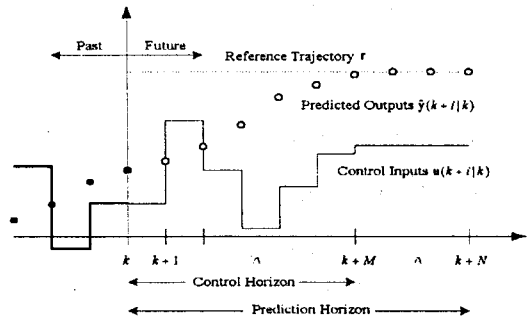 Past Future
Reference Trajectory r
Predicted Outputs ŷ(k + i|k)
Control Inputs u(k + i|k)
k k + 1 k + M k + N
Control Horizon
Prediction Horizon